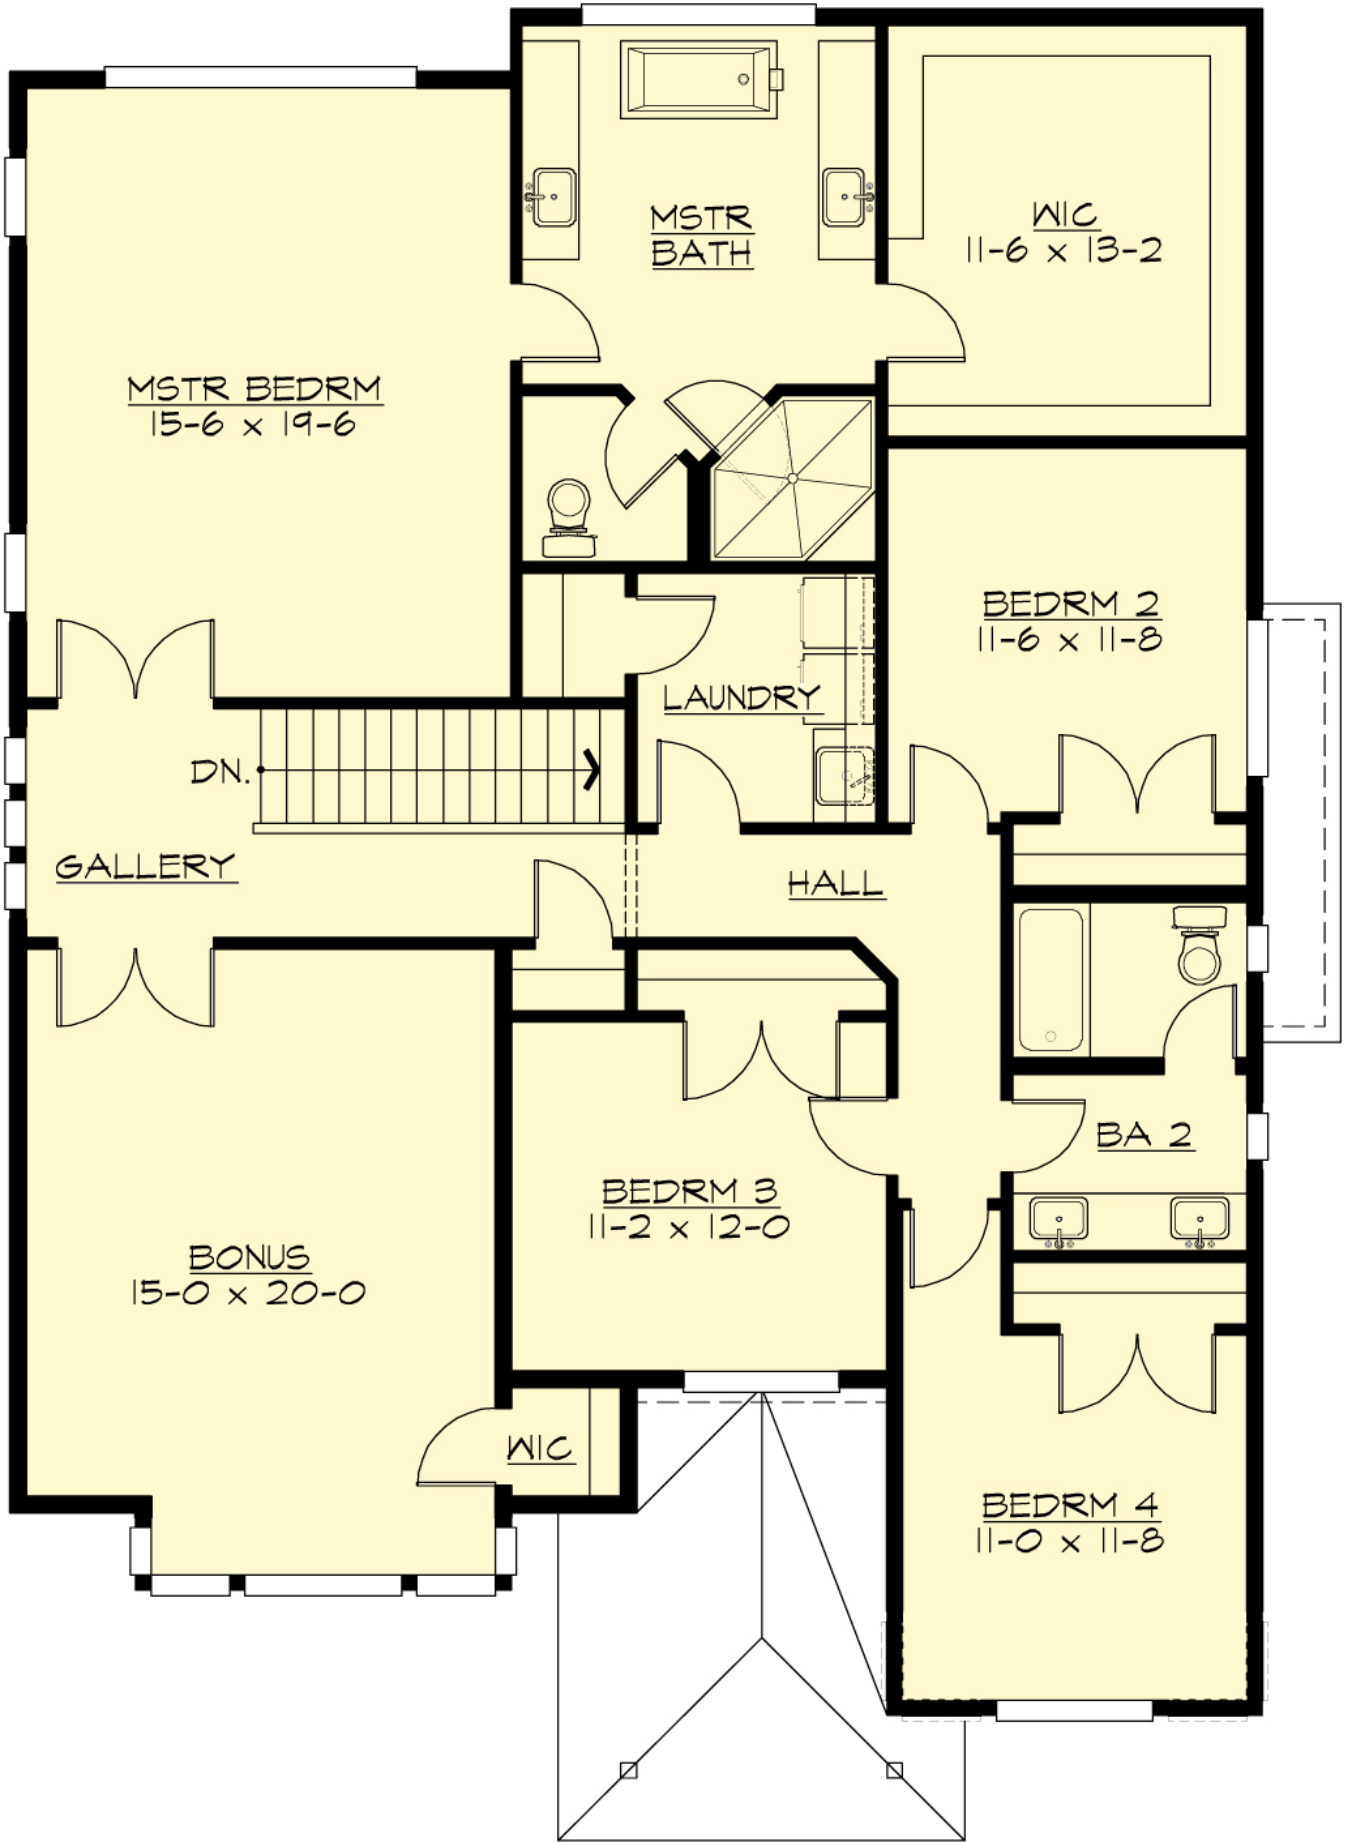 MSTR
BATH
WIC
11-6 x 13-2
MSTR BEDRM
15-6 x 19-6
BEDRM 2
11-6 x 11-8
LAUNDRY
DN.
GALLERY
HALL
BA 2
BEDRM 3
11-2 x 12-0
BONUS
15-0 x 20-0
WIC
BEDRM 4
11-0 x 11-8